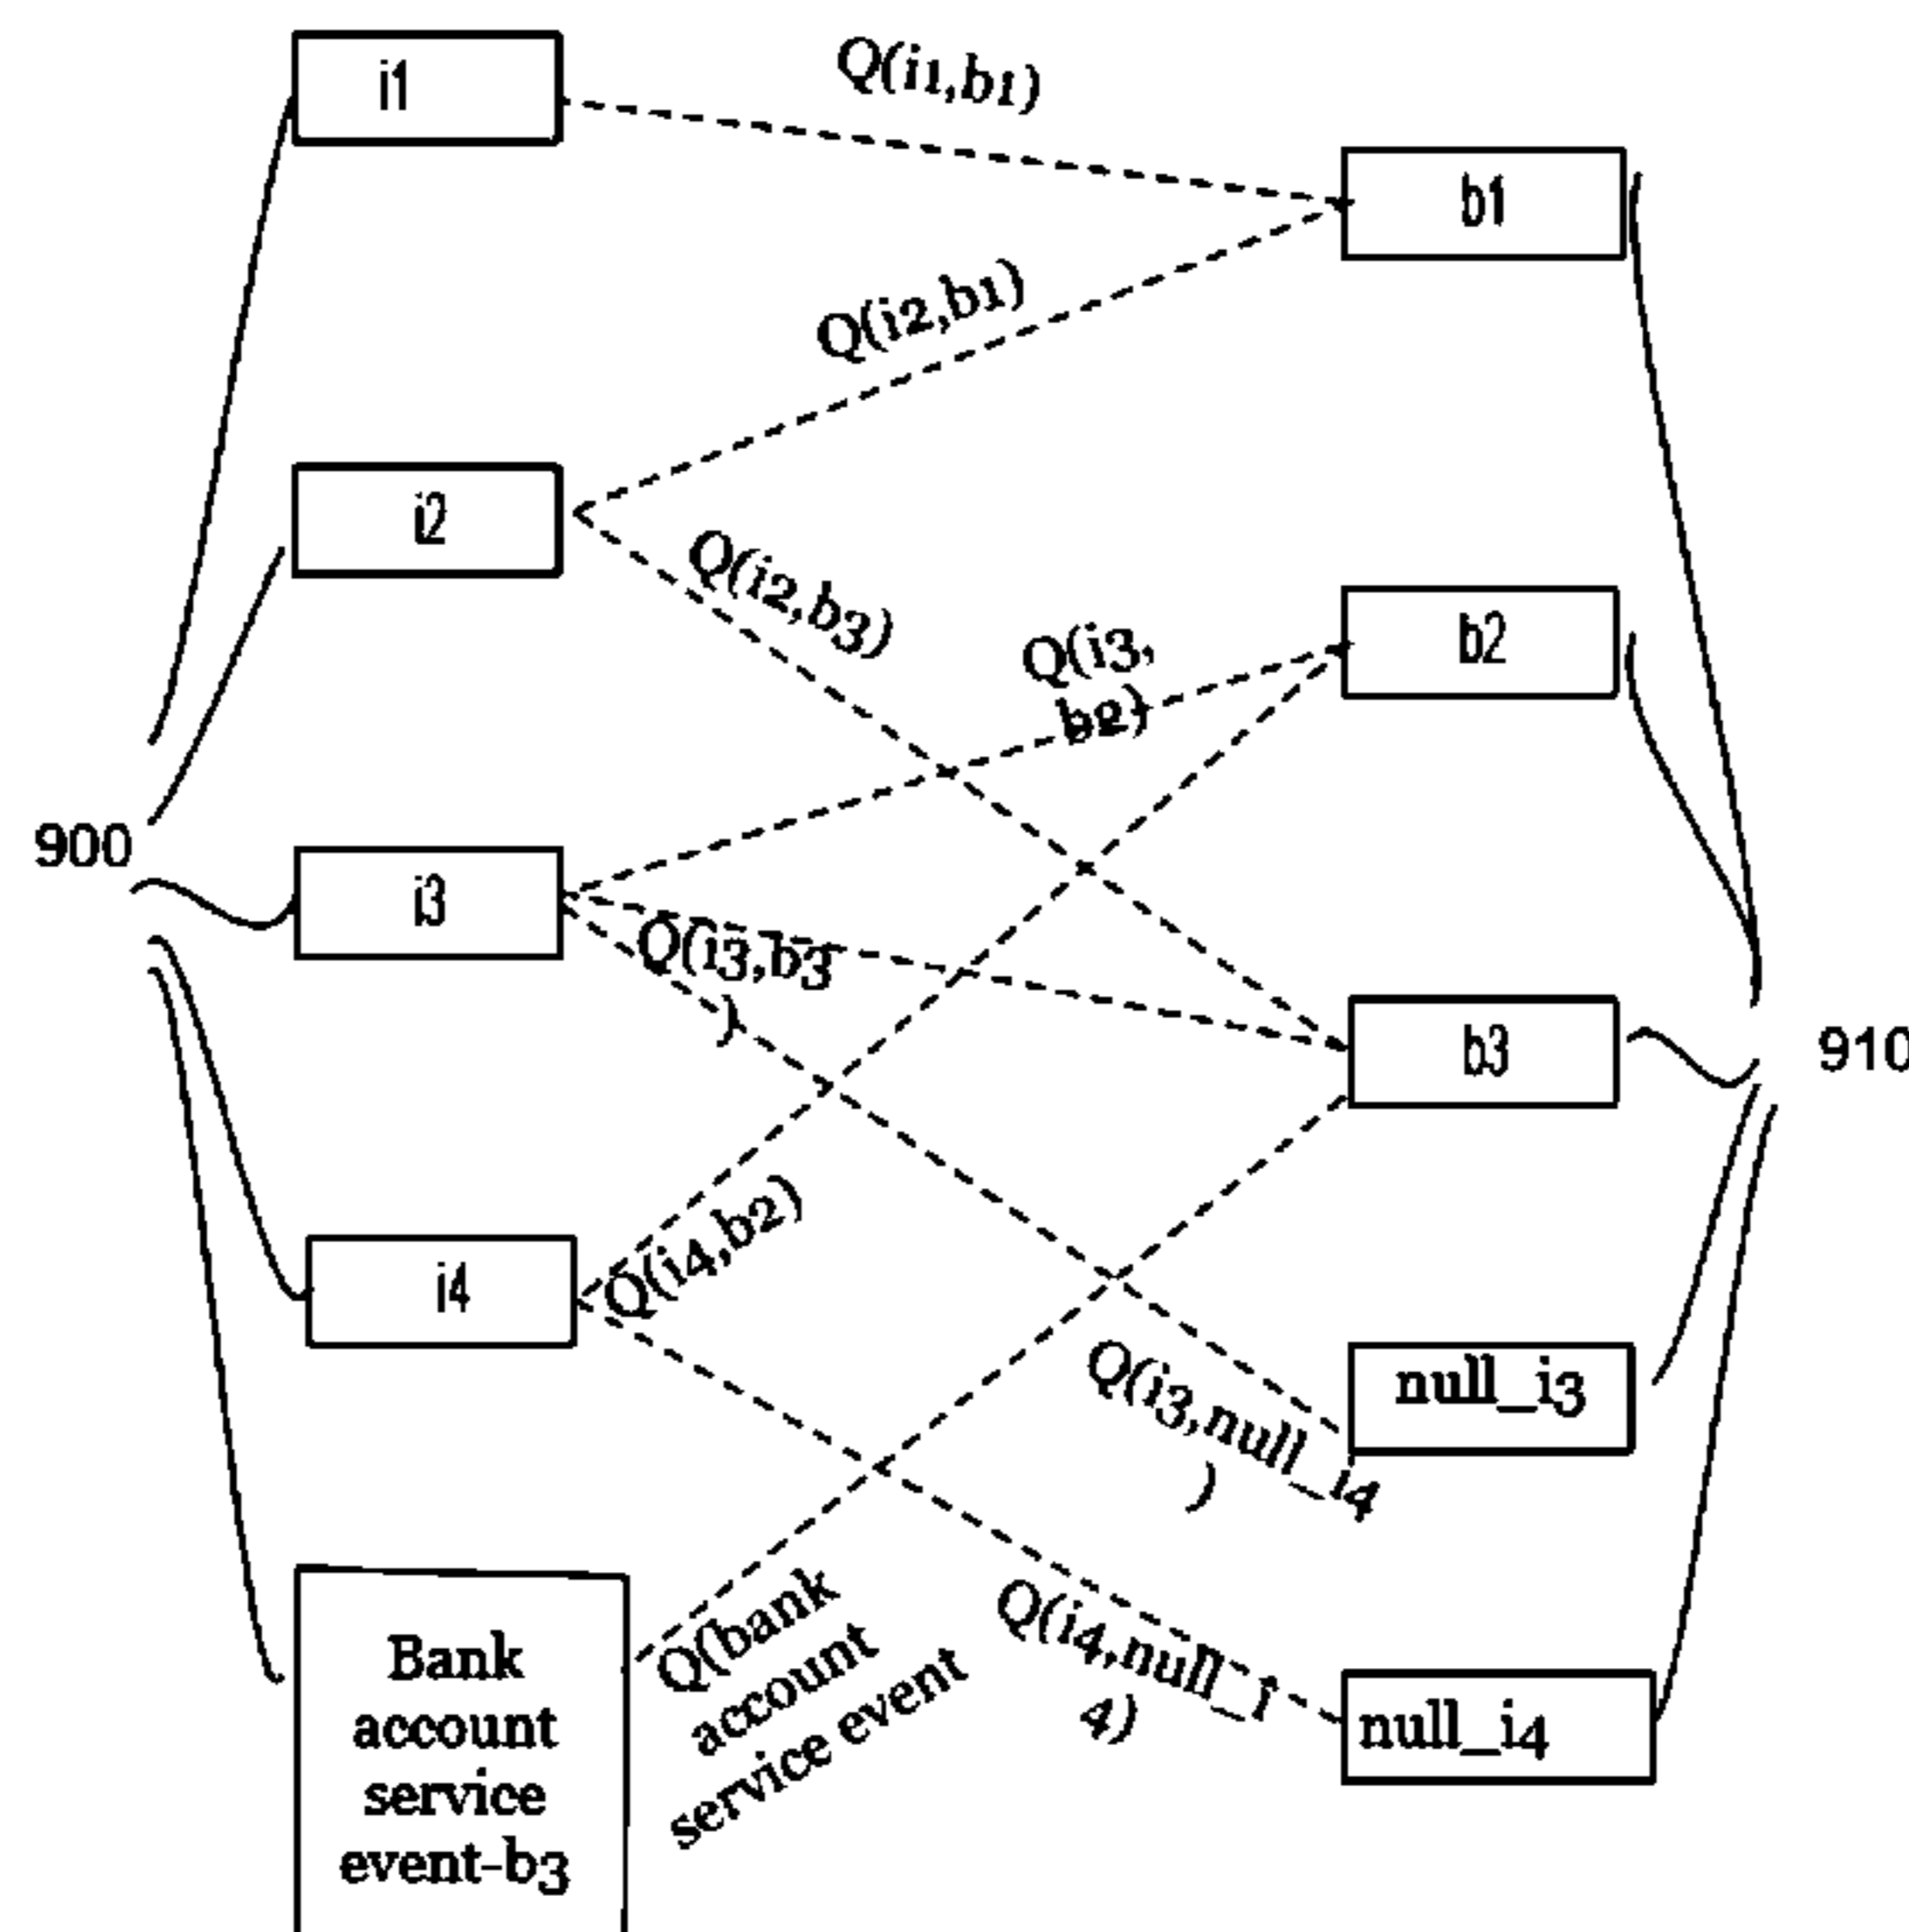 i1
Q(i1,b1)
b1
Q(i2,b1)
i2
Q(i2,b3)
Q(i3,
b2)
b2
900
i3
Q(i3,b3
)
b3
910
i4
Q(i4,b2)
Q(i3,null_i4
)
null_i3
Bank
account
service
event-b3
Q(bank
account
service event
Q(i4,null_i
4)
null_i4